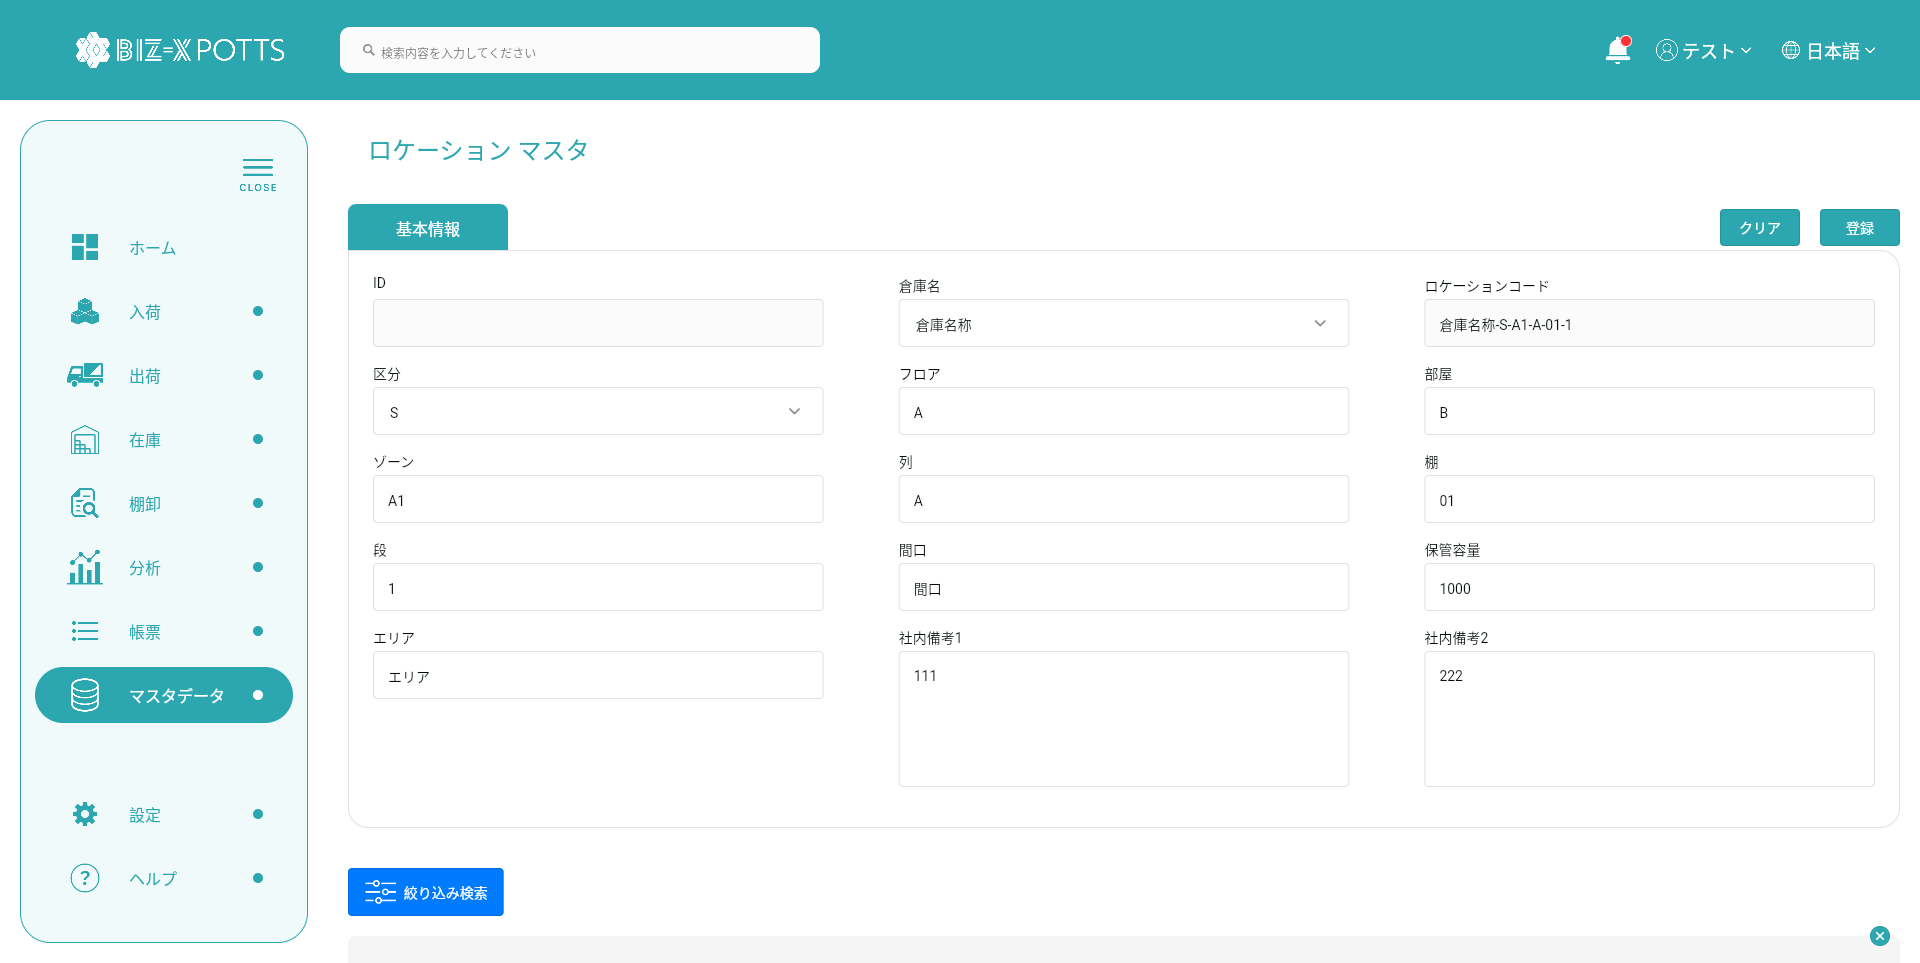 BIZ=X POTTS
検索内容を入力してください
テスト
日本語
CLOSE
ホーム
入荷
出荷
在庫
棚卸
分析
帳票
マスタデータ
設定
ヘルプ
ロケーション マスタ
基本情報
クリア
登録
ID
倉庫名
ロケーションコード
倉庫名称
倉庫名称-S-A1-A-01-1
区分
フロア
部屋
S
A
B
ゾーン
列
棚
A1
A
01
段
間口
保管容量
1
間口
1000
エリア
社内備考1
社内備考2
エリア
111
222
絞り込み検索